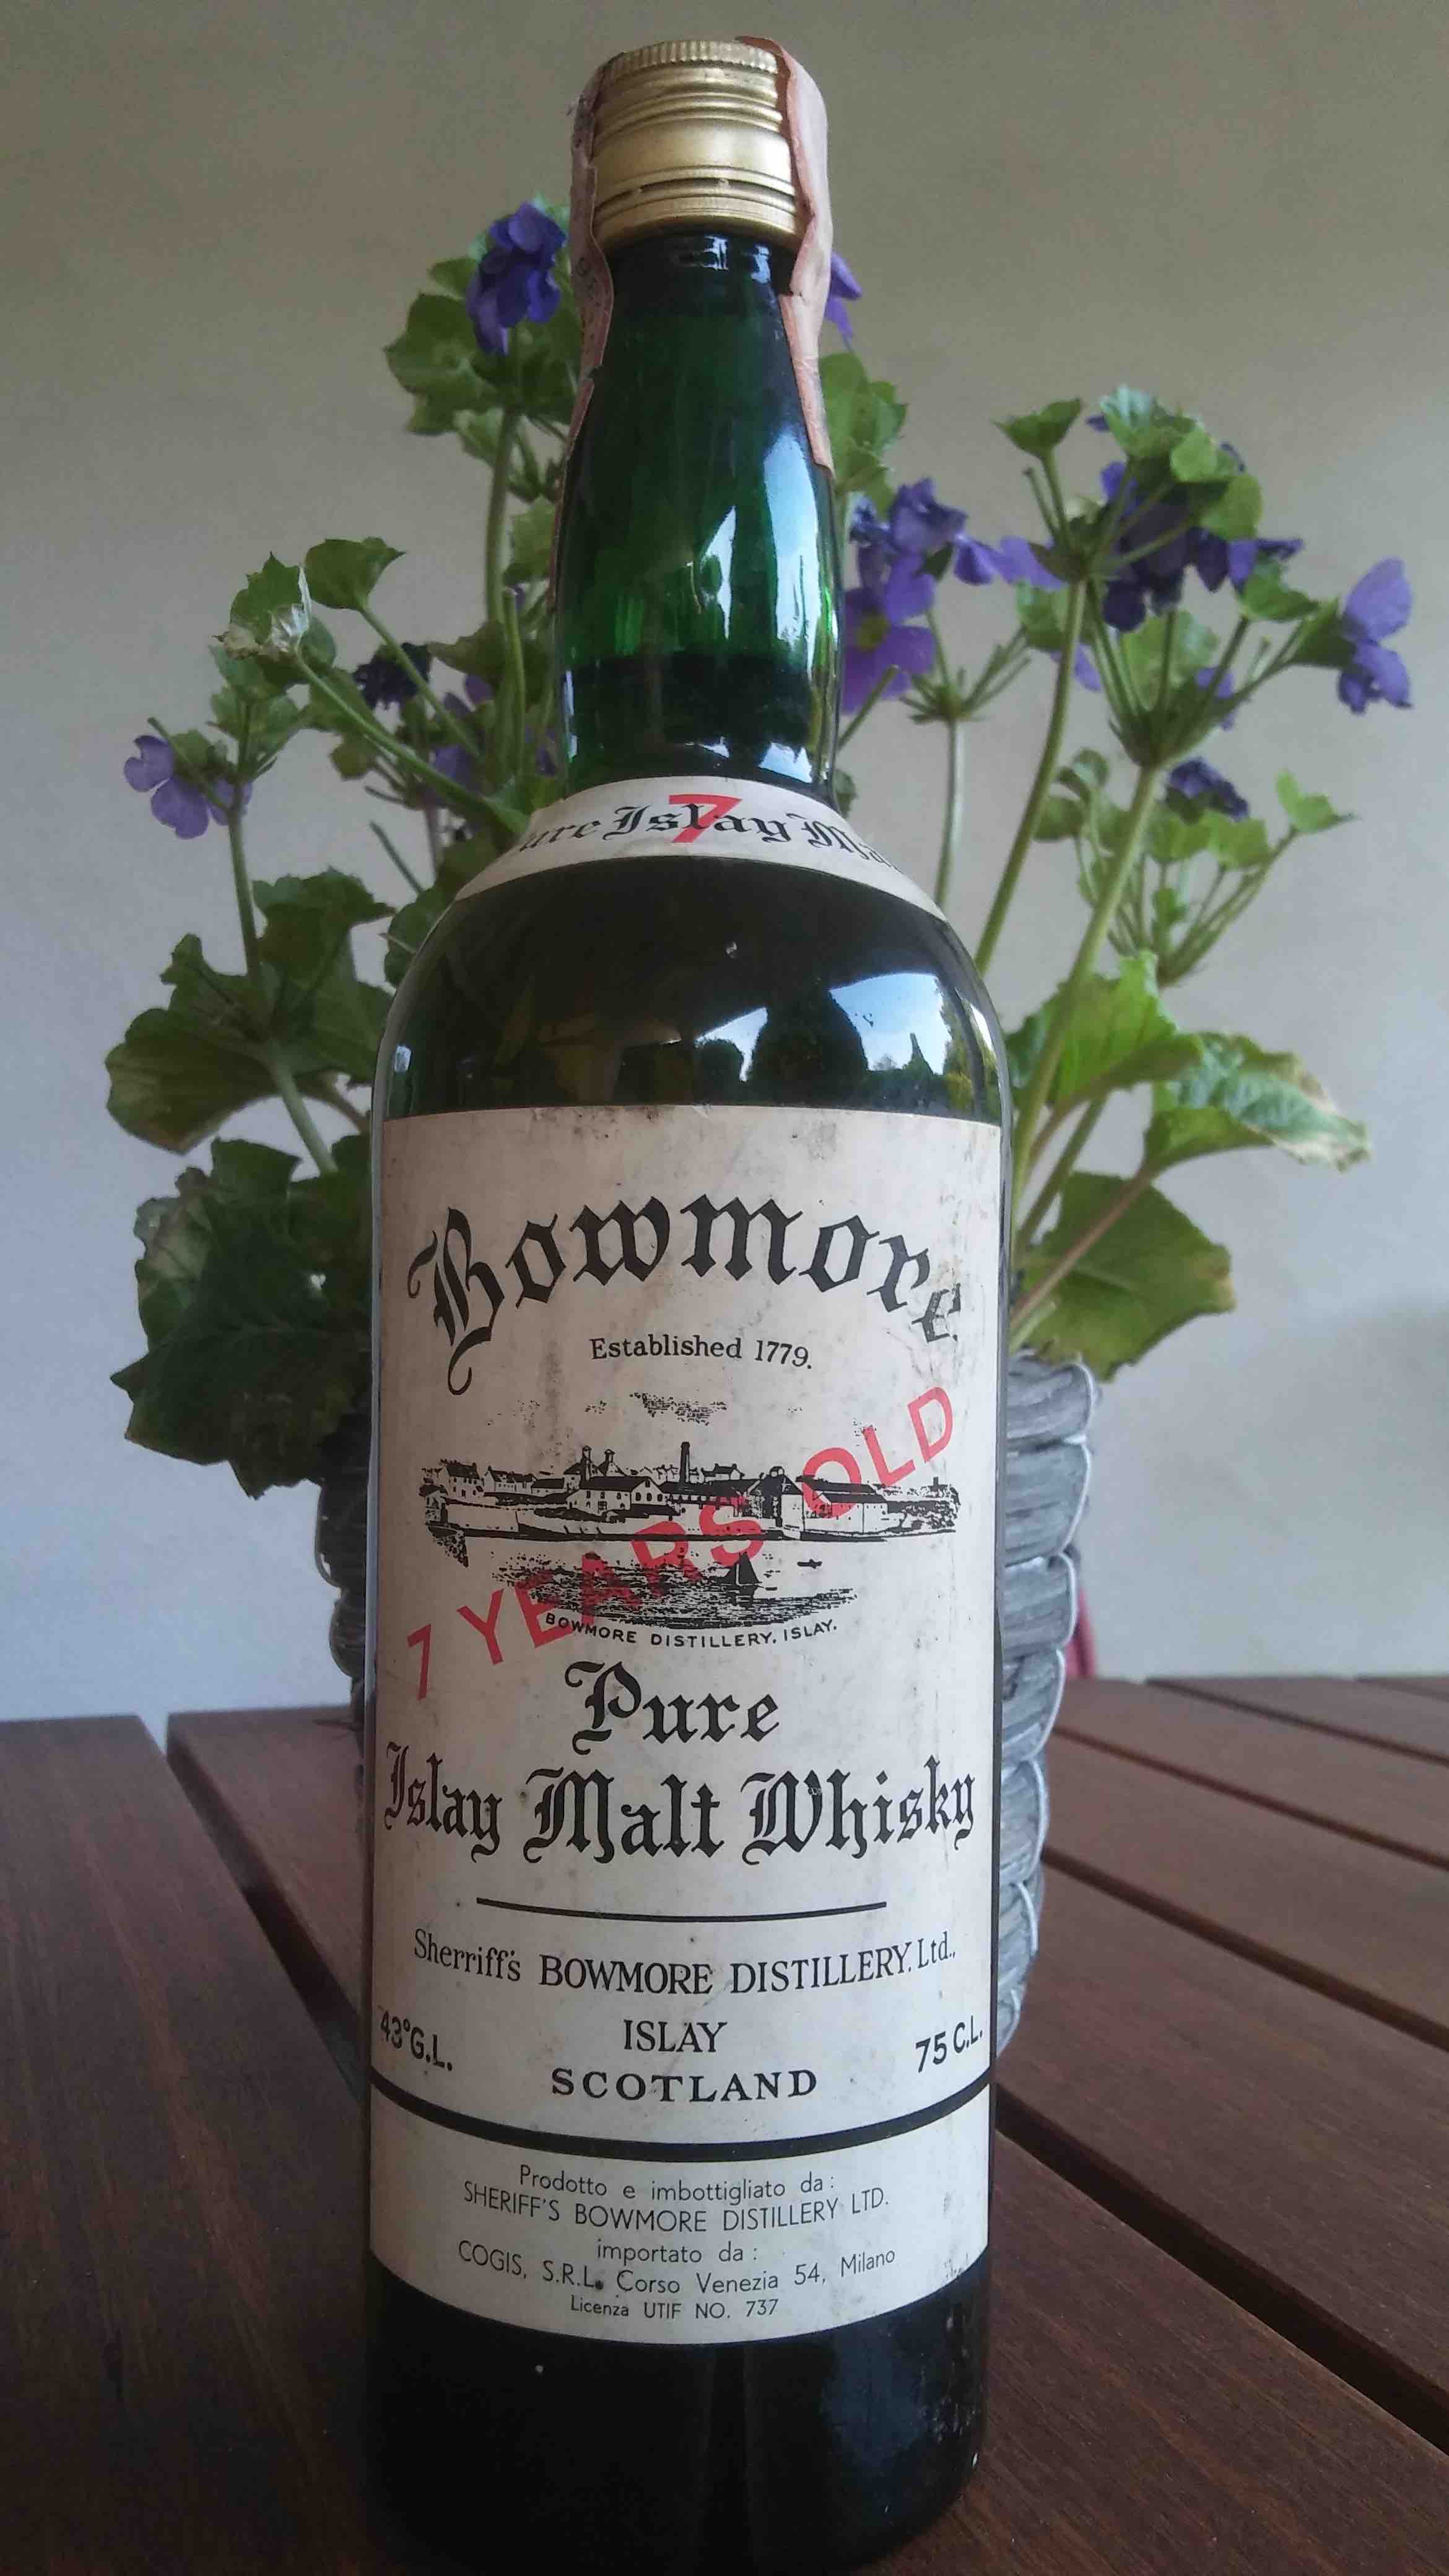 7
Islay
Bowmore
Established 1779.
7 YEARS OLD
BOWMORE DISTILLERY. ISLAY.
Pure
Islay Malt Whisky
Sherriff's BOWMORE DISTILLERY. Ltd.,
ISLAY
43°G.L. 75 C.L.
SCOTLAND
Prodotto e imbottigliato da:
SHERIFF'S BOWMORE DISTILLERY LTD.
importato da:
COGIS, S.R.L. Corso Venezia 54, Milano
Licenza UTIF NO. 737